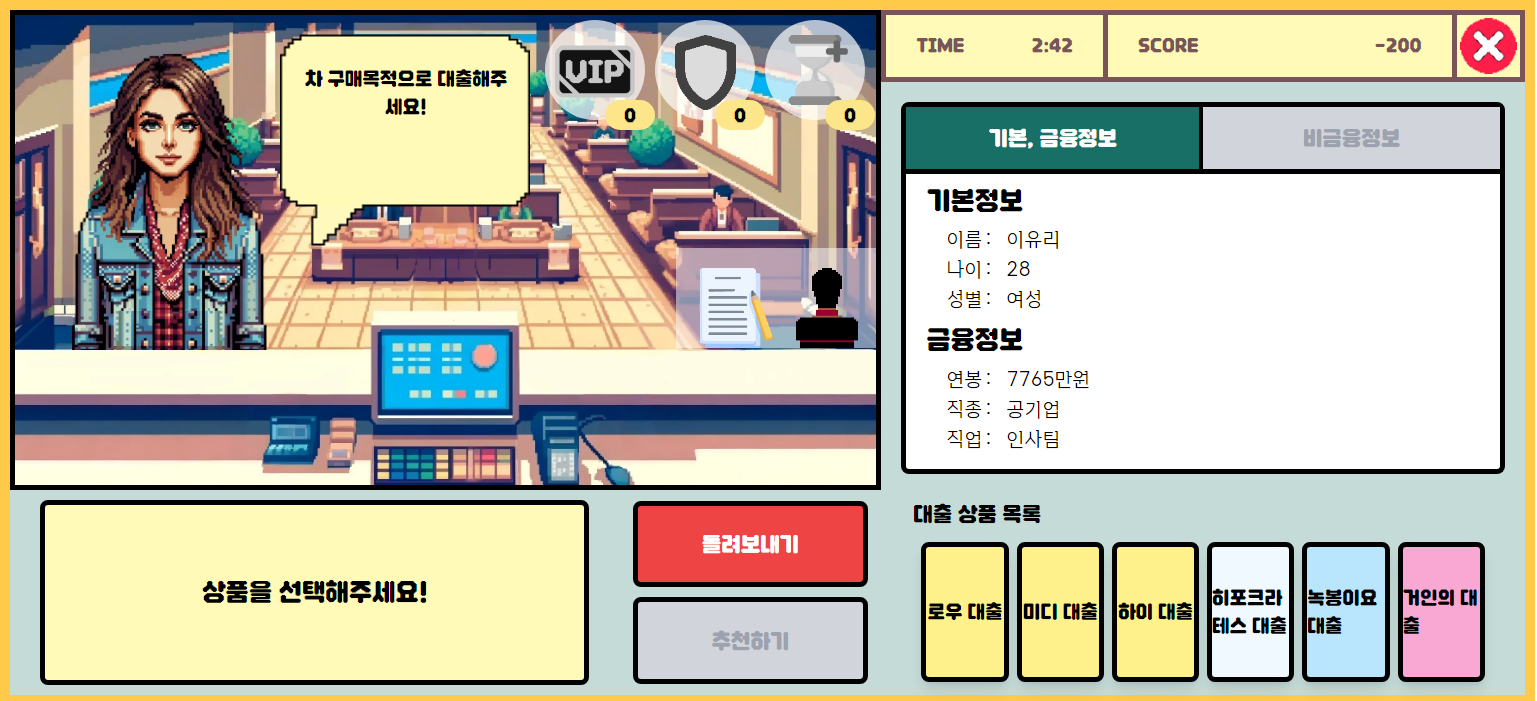 차 구매목적으로 대출해주
세요!
VIP
0
0
0
TIME 2:42
SCORE -200
기본, 금융정보
비금융정보
기본정보
이름: 이유리
나이: 28
성별: 여성
금융정보
연봉: 7765만원
직종: 공기업
직업: 인사팀
상품을 선택해주세요!
돌려보내기
추천하기
대출 상품 목록
로우 대출
미디 대출
하이 대출
히포크라
테스 대출
녹봉이요
대출
거인의 대
출